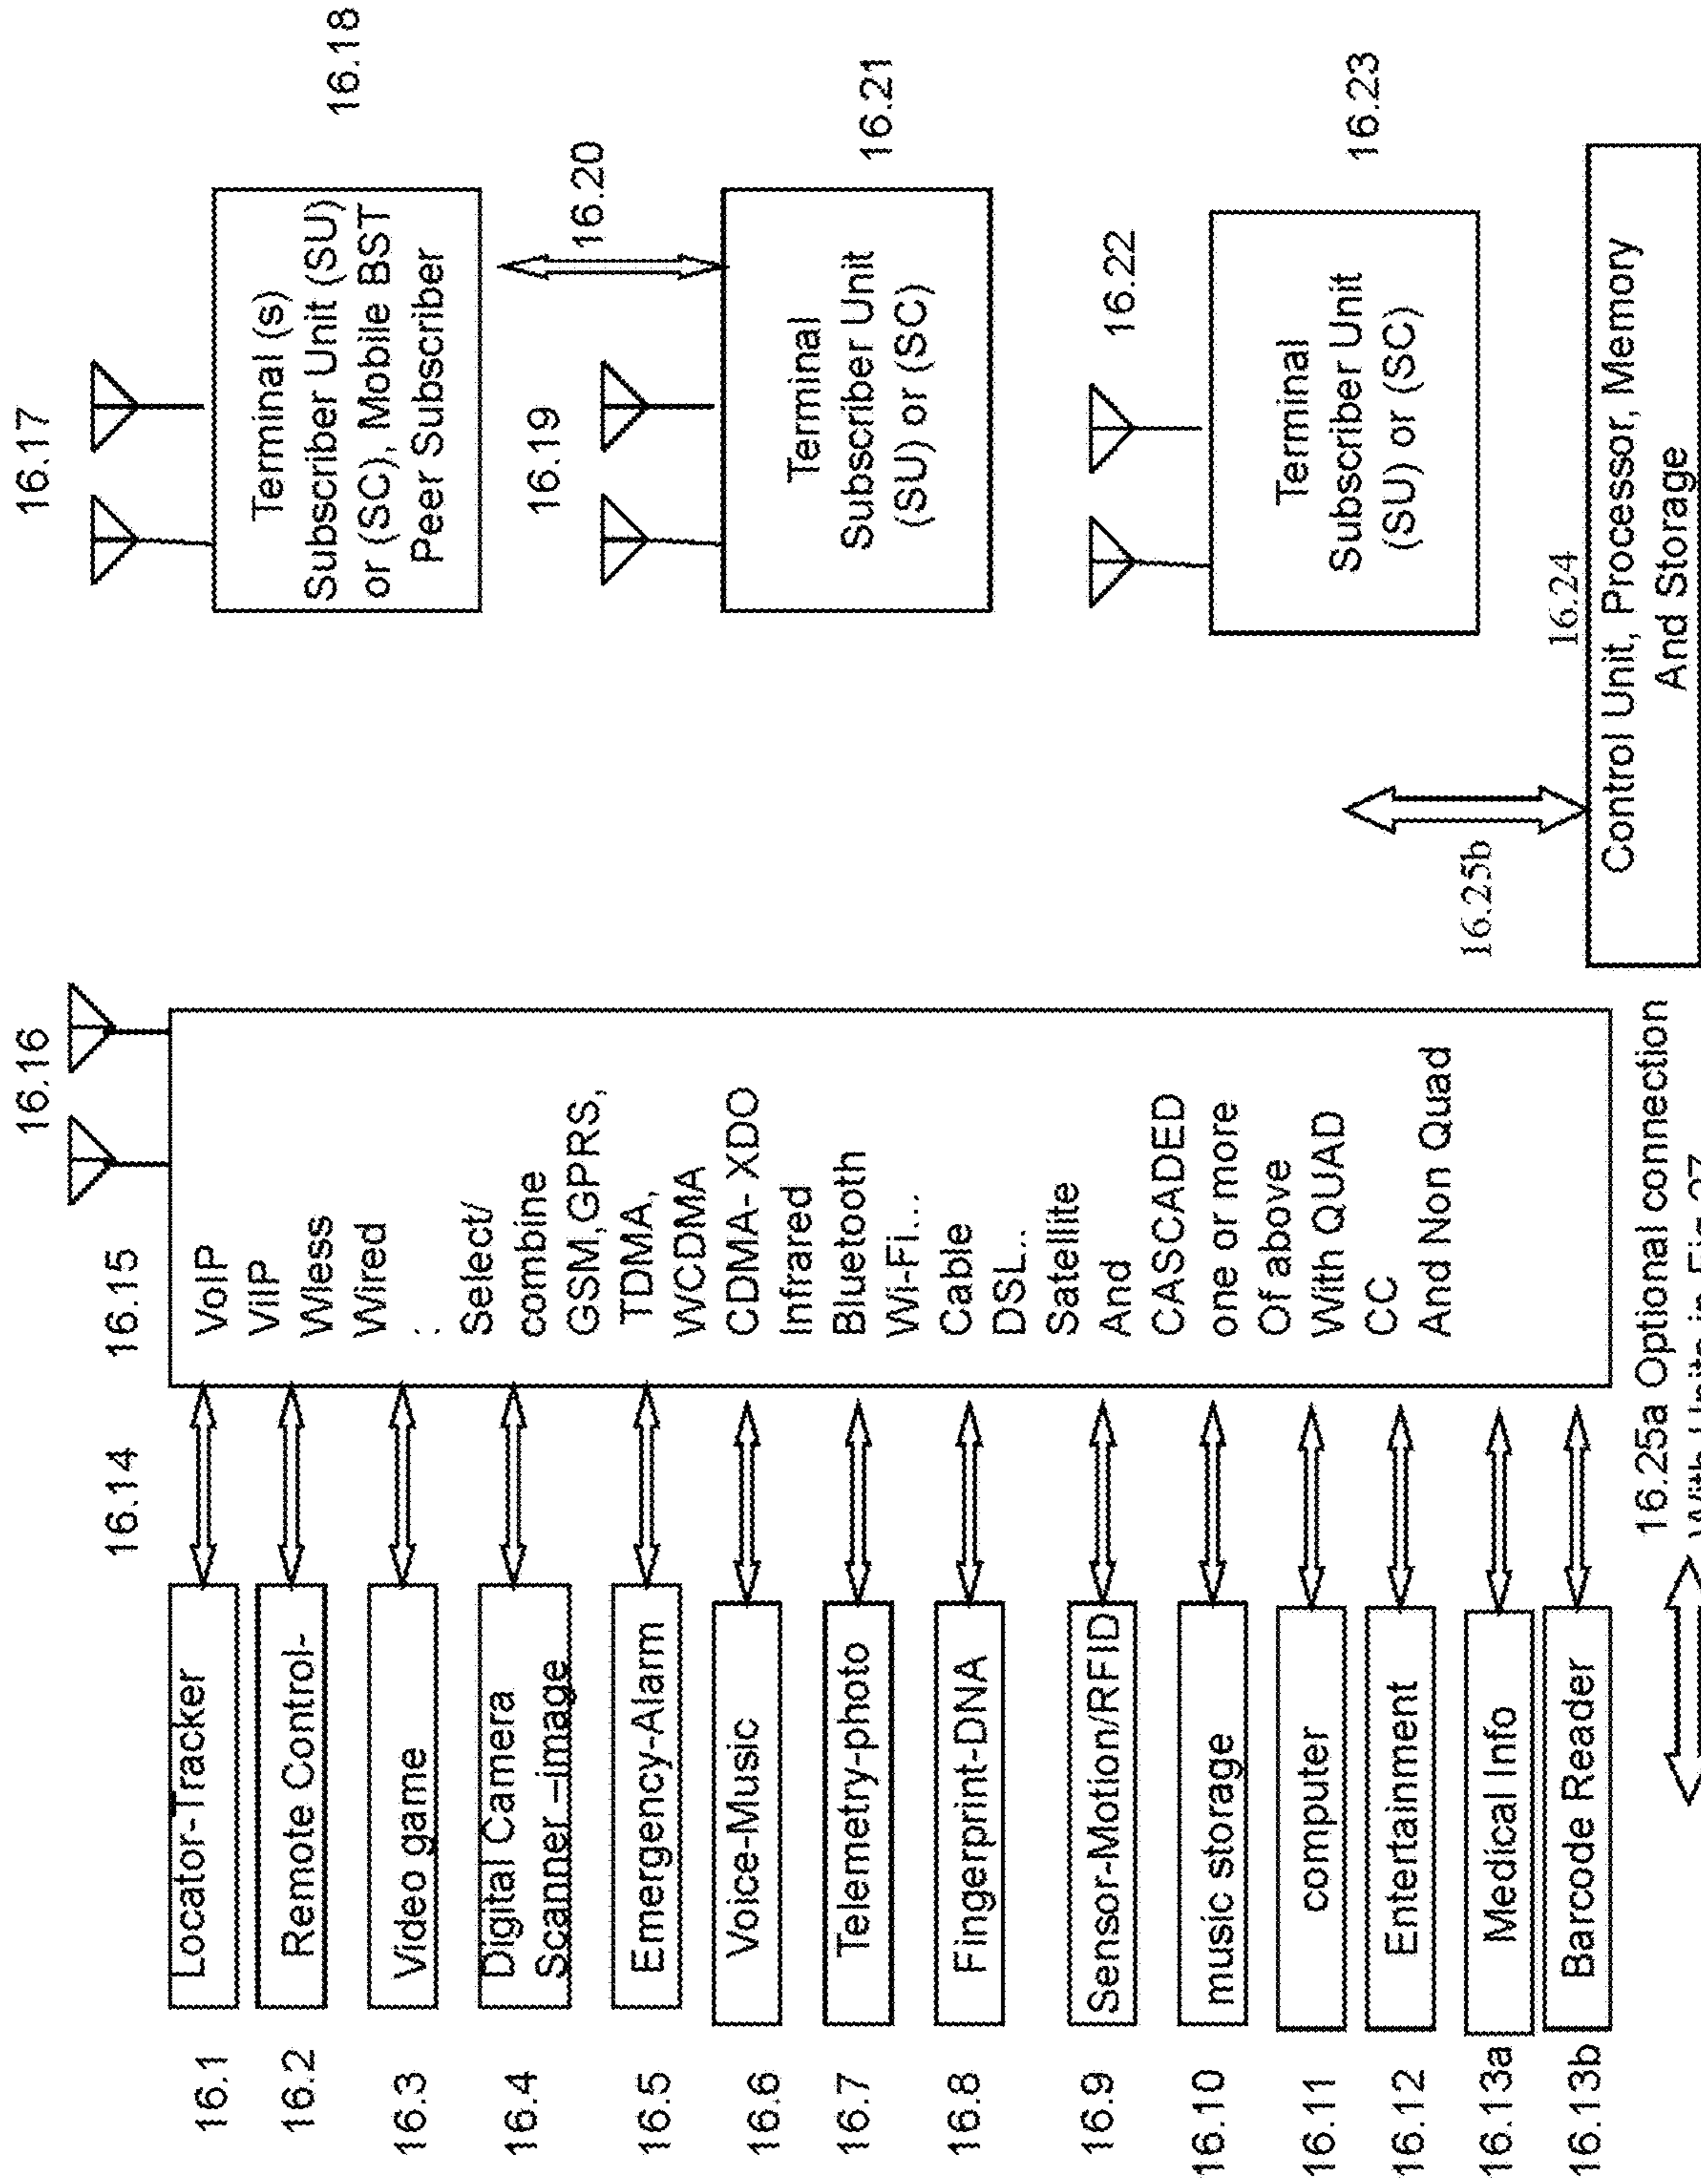 16.1
Locator-Tracker
16.2
Remote Control-
16.3
Video game
16.4
Digital Camera
Scanner –image
16.5
Emergency-Alarm
16.6
Voice-Music
16.7
Telemetry-photo
16.8
Fingerprint-DNA
16.9
Sensor-Motion/RFID
16.10
music storage
16.11
computer
16.12
Entertainment
16.13a
Medical Info
16.13b
Barcode Reader
16.14
16.15
16.16
VoIP
ViIP
Wless
Wired
:
Select/
combine
GSM,GPRS,
TDMA,
WCDMA
CDMA- XDO
Infrared
Bluetooth
Wi-Fi...
Cable
DSL..
Satellite
And
CASCADED
one or more
Of above
With QUAD
CC
And Non Quad
16.25a Optional connection
With Units in Fig 27
16.17
16.18
Terminal (s)
Subscriber Unit (SU)
or (SC), Mobile BST
Peer Subscriber
16.20
16.19
16.21
Terminal
Subscriber Unit
(SU) or (SC)
16.22
16.23
Terminal
Subscriber Unit
(SU) or (SC)
16.25b
16.24
Control Unit, Processor, Memory
And Storage